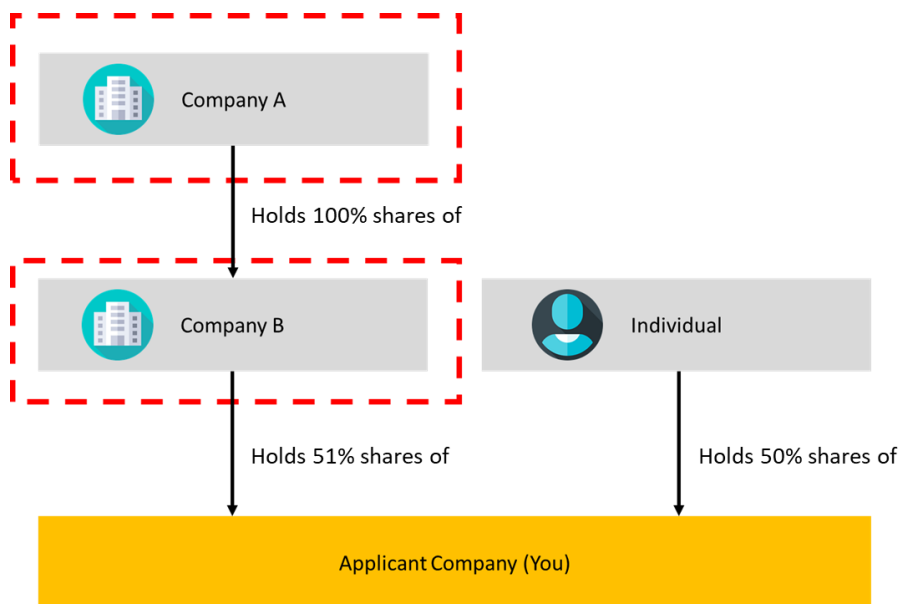 Company A
Holds 100% shares of
Company B
Individual
Holds 51% shares of
Holds 50% shares of
Applicant Company (You)